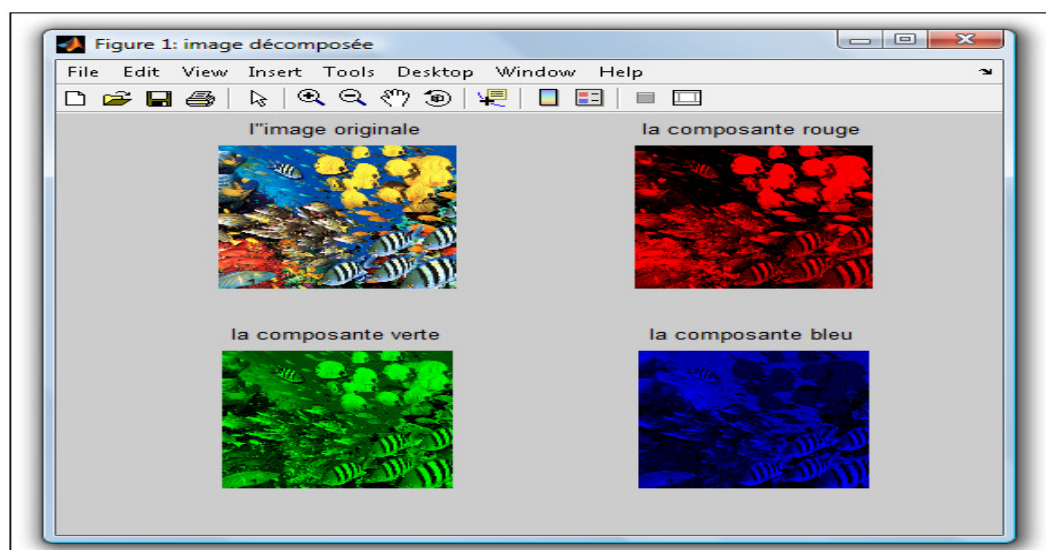 Figure 1: image décomposée
File Edit View Insert Tools Desktop Window Help
l''image originale
la composante rouge
la composante verte
la composante bleu